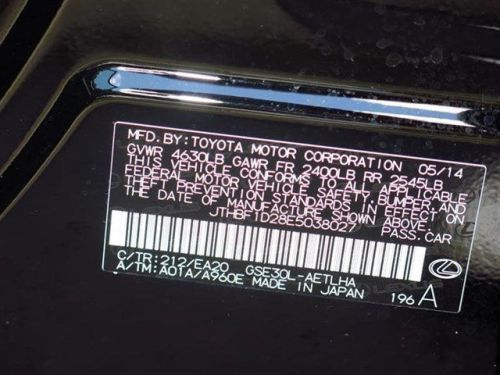 MFD. BY: TOYOTA MOTOR CORPORATION 05/14
GVWR 4630LB GAWR FR 2400LB RR 2545LB
THIS VEHICLE CONFORMS TO ALL APPLICABLE
FEDERAL MOTOR VEHICLE SAFETY, BUMPER, AND
THEFT PREVENTION STANDARDS IN EFFECT ON
THE DATE OF MANUFACTURE SHOWN ABOVE.
JTHBF1D28E5038027 PASS.CAR
C/TR:212/EA20 GSE30L-AETLHA
A/TM:A01A/A960E MADE IN JAPAN 196 A